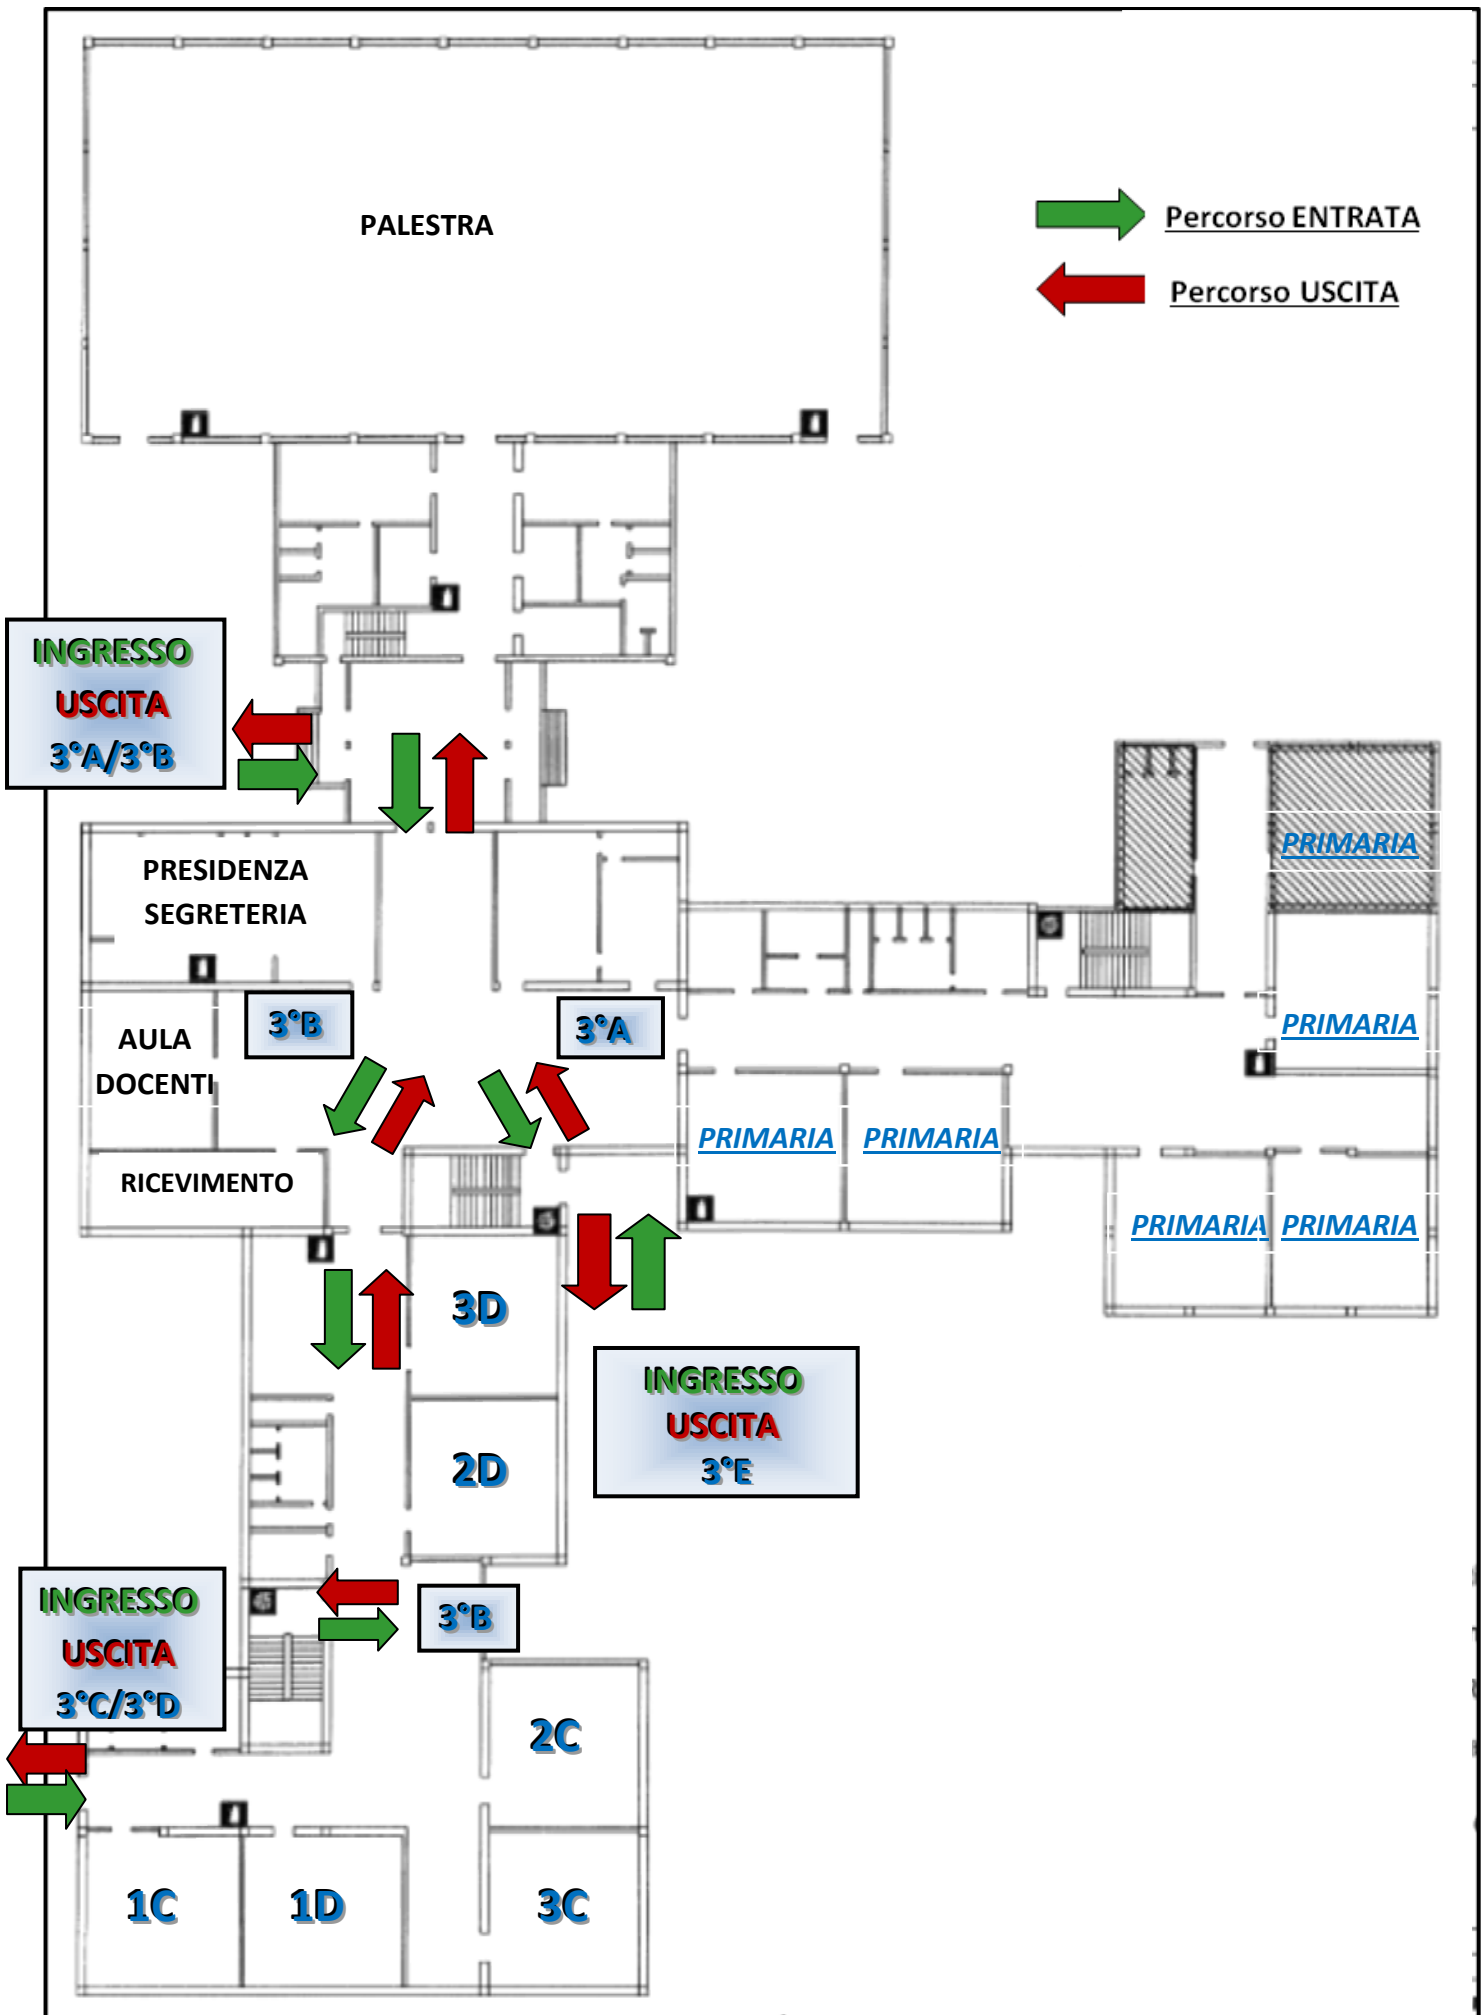 PALESTRA
Percorso ENTRATA
Percorso USCITA
INGRESSO
USCITA
3°A/3°B
PRESIDENZA
SEGRETERIA
PRIMARIA
3°B
3°A
PRIMARIA
AULA
DOCENTI
PRIMARIA
PRIMARIA
RICEVIMENTO
PRIMARIA
PRIMARIA
3D
INGRESSO
USCITA
3°E
2D
INGRESSO
USCITA
3°C/3°D
3°B
2C
1C
1D
3C